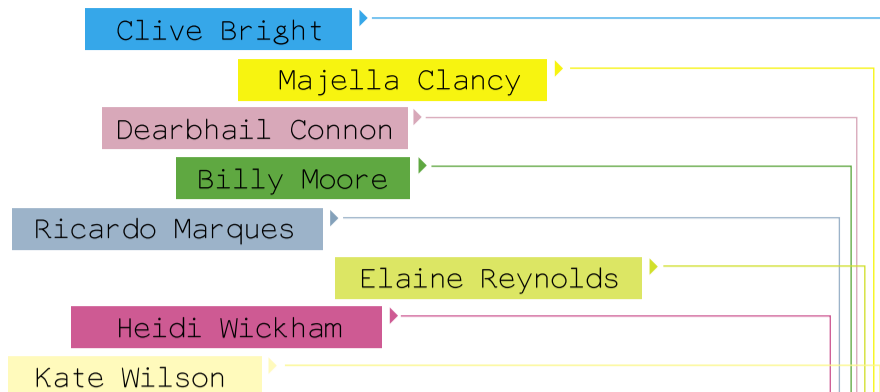 Clive Bright
Majella Clancy
Dearbhail Connon
Billy Moore
Ricardo Marques
Elaine Reynolds
Heidi Wickham
Kate Wilson